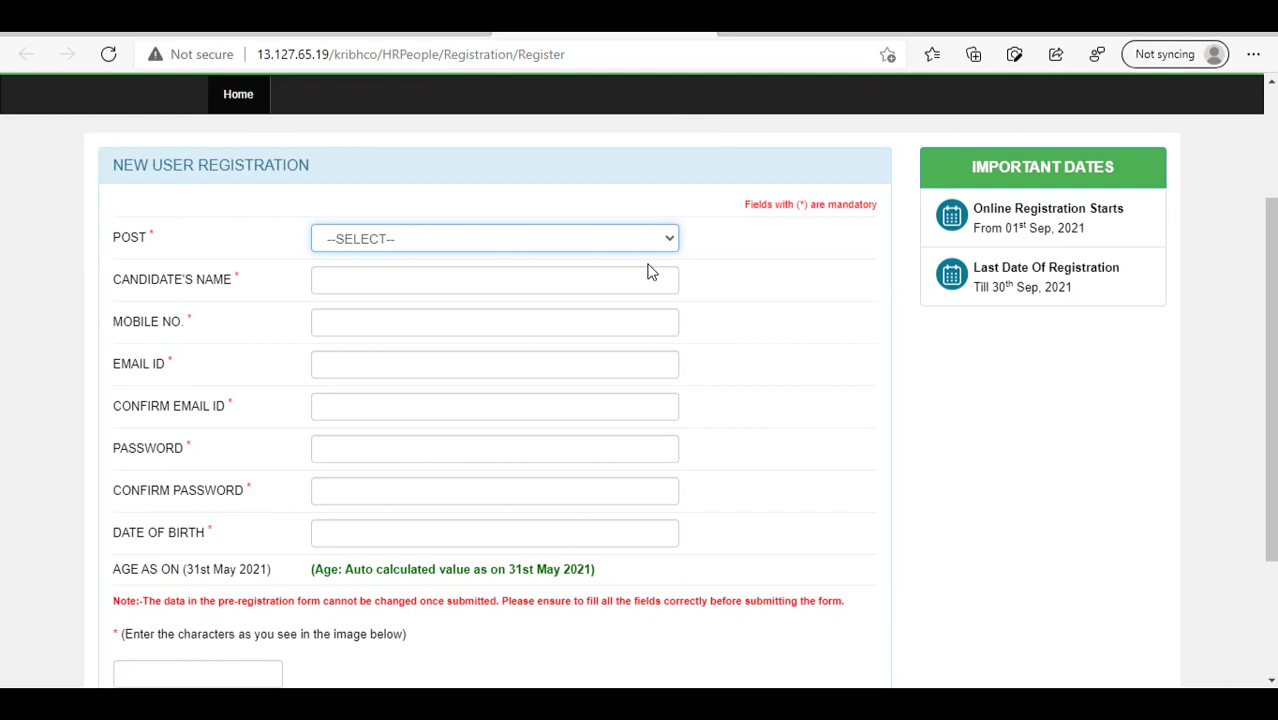 Not secure
13.127.65.19/kribhco/HRPeople/Registration/Register
Not syncing
Home
NEW USER REGISTRATION
Fields with (*) are mandatory
POST *
--SELECT--
CANDIDATE'S NAME *
MOBILE NO. *
EMAIL ID *
CONFIRM EMAIL ID *
PASSWORD *
CONFIRM PASSWORD *
DATE OF BIRTH *
AGE AS ON (31st May 2021)
(Age: Auto calculated value as on 31st May 2021)
Note:-The data in the pre-registration form cannot be changed once submitted. Please ensure to fill all the fields correctly before submitting the form.
* (Enter the characters as you see in the image below)
IMPORTANT DATES
Online Registration Starts
From 01st Sep, 2021
Last Date Of Registration
Till 30th Sep, 2021